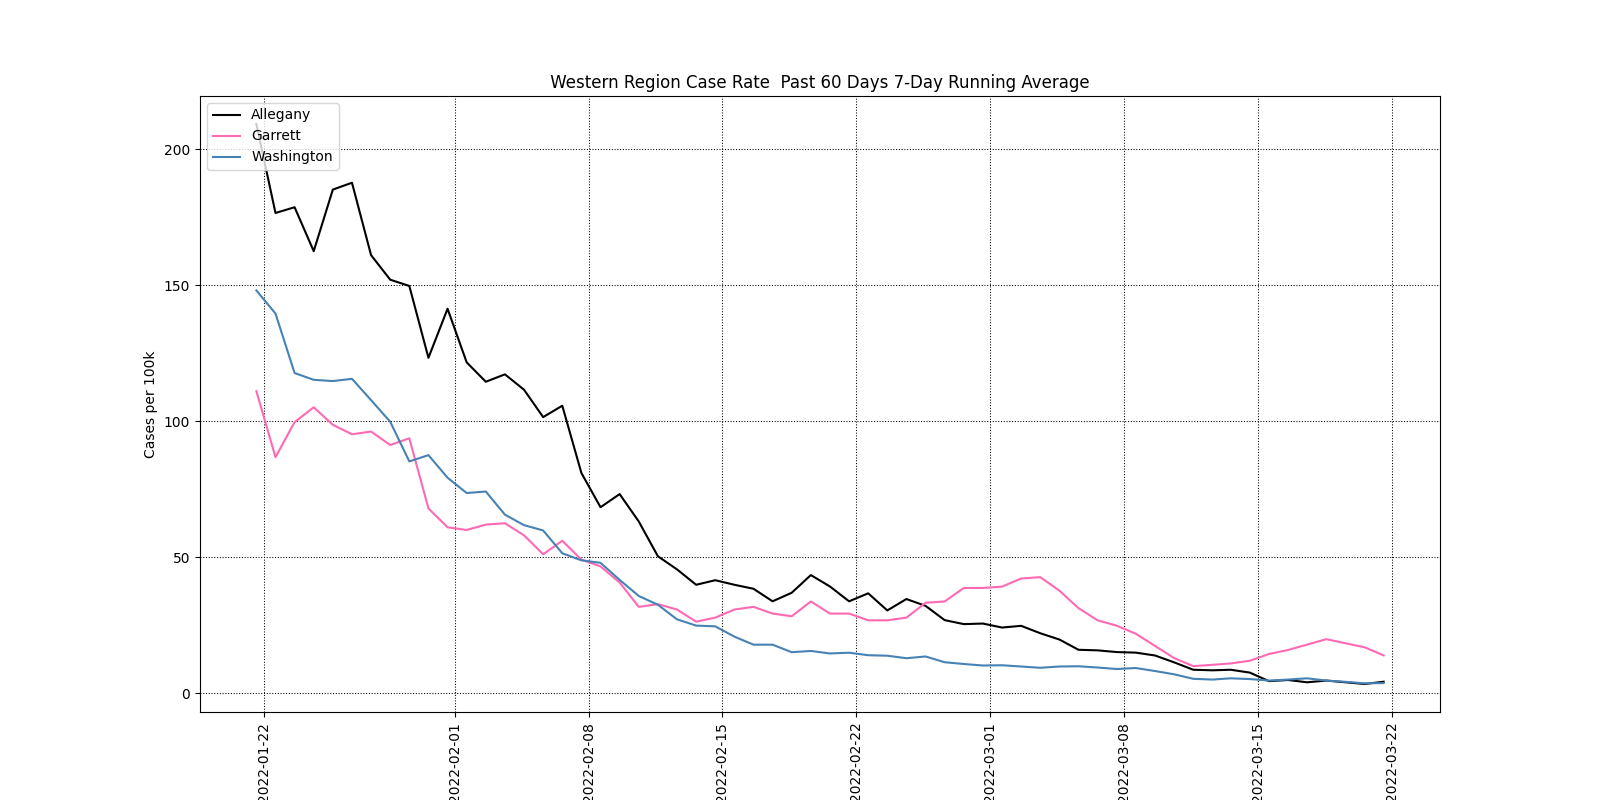 Western Region Case Rate  Past 60 Days 7-Day Running Average
Allegany
Garrett
Washington
Cases per 100k
200
150
100
50
0
2022-01-22
2022-02-01
2022-02-08
2022-02-15
2022-02-22
2022-03-01
2022-03-08
2022-03-15
2022-03-22